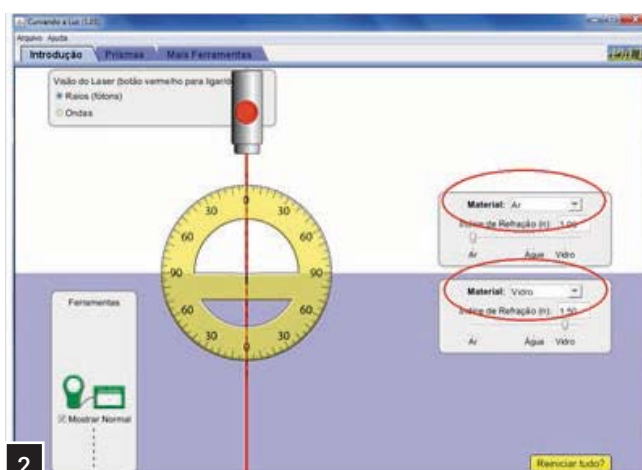 Curvando a Luz (1.01)
Arquivo Ajuda
Introdução Prismas Mais Ferramentas
Visão do Laser (botão vermelho para
Raios (fótons)
Ondas
0
30 30
60 60
90 90
60 60
30 30
Material: Ar
Índice de Refração (n): 1.00
Ar Água Vidro
Material: Vidro
Índice de Refração (n): 1.50
Ar Água Vidro
Ferramentas
Mostrar Normal
Reiniciar tudo?
2